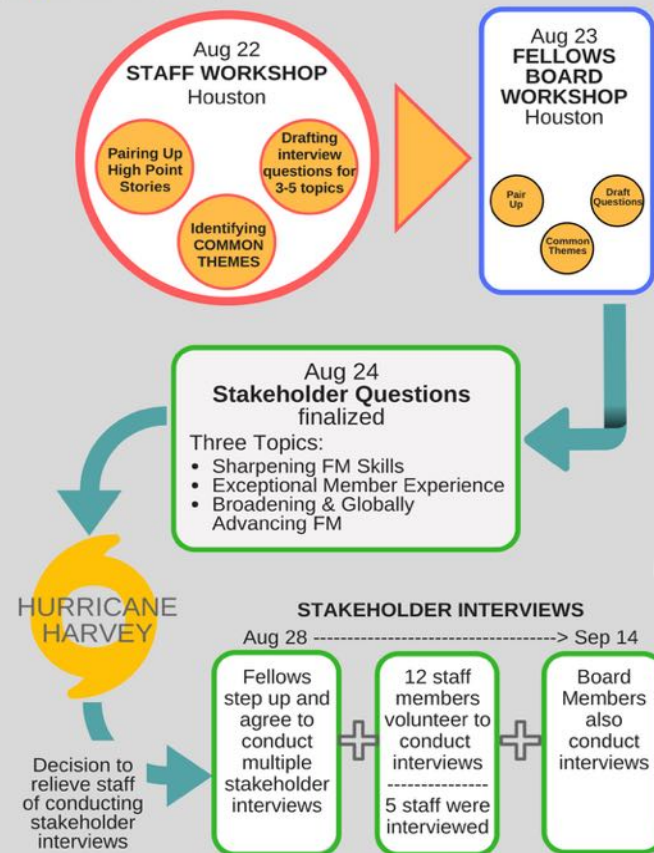 Aug 22
STAFF WORKSHOP
Houston
Pairing Up
High Point
Stories
Drafting
interview
questions for
3-5 topics
Identifying
COMMON
THEMES
Aug 23
FELLOWS
BOARD
WORKSHOP
Houston
Pair
Up
Draft
Questions
Common
Themes
Aug 24
Stakeholder Questions
finalized
Three Topics:
• Sharpening FM Skills
• Exceptional Member Experience
• Broadening & Globally
Advancing FM
HURRICANE
HARVEY
Decision to
relieve staff
of conducting
stakeholder
interviews
STAKEHOLDER INTERVIEWS
Aug 28 ----------------------------------> Sep 14
Fellows
step up and
agree to
conduct
multiple
stakeholder
interviews
12 staff
members
volunteer to
conduct
interviews
---------------
5 staff were
interviewed
Board
Members
also
conduct
interviews